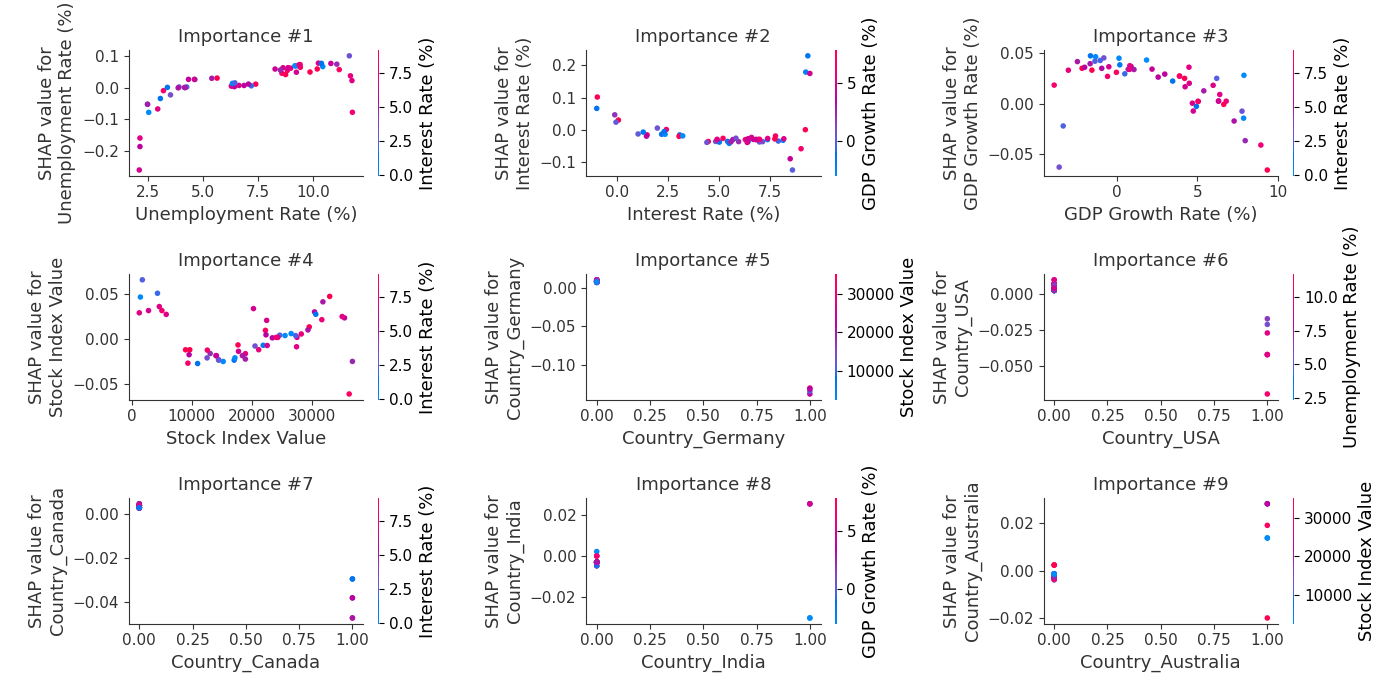 Importance #1
SHAP value for
Unemployment Rate (%)
0.1
0.0
−0.1
−0.2
2.5
5.0
7.5
10.0
Unemployment Rate (%)
7.5
5.0
2.5
0.0
Interest Rate (%)
Importance #2
SHAP value for
Interest Rate (%)
0.2
0.1
0.0
−0.1
0.0
2.5
5.0
7.5
Interest Rate (%)
5
0
GDP Growth Rate (%)
Importance #3
SHAP value for
GDP Growth Rate (%)
0.05
0.00
−0.05
0
5
10
GDP Growth Rate (%)
7.5
5.0
2.5
0.0
Interest Rate (%)
Importance #4
SHAP value for
Stock Index Value
0.05
0.00
−0.05
0
10000
20000
30000
Stock Index Value
7.5
5.0
2.5
0.0
Interest Rate (%)
Importance #5
SHAP value for
Country_Germany
0.00
−0.05
−0.10
0.00
0.25
0.50
0.75
1.00
Country_Germany
30000
20000
10000
Stock Index Value
Importance #6
SHAP value for
Country_USA
0.000
−0.025
−0.050
0.00
0.25
0.50
0.75
1.00
Country_USA
10.0
7.5
5.0
2.5
Unemployment Rate (%)
Importance #7
SHAP value for
Country_Canada
0.00
−0.02
−0.04
0.00
0.25
0.50
0.75
1.00
Country_Canada
7.5
5.0
2.5
0.0
Interest Rate (%)
Importance #8
SHAP value for
Country_India
0.02
0.00
−0.02
0.00
0.25
0.50
0.75
1.00
Country_India
5
0
GDP Growth Rate (%)
Importance #9
SHAP value for
Country_Australia
0.02
0.00
−0.02
0.00
0.25
0.50
0.75
1.00
Country_Australia
30000
20000
10000
Stock Index Value